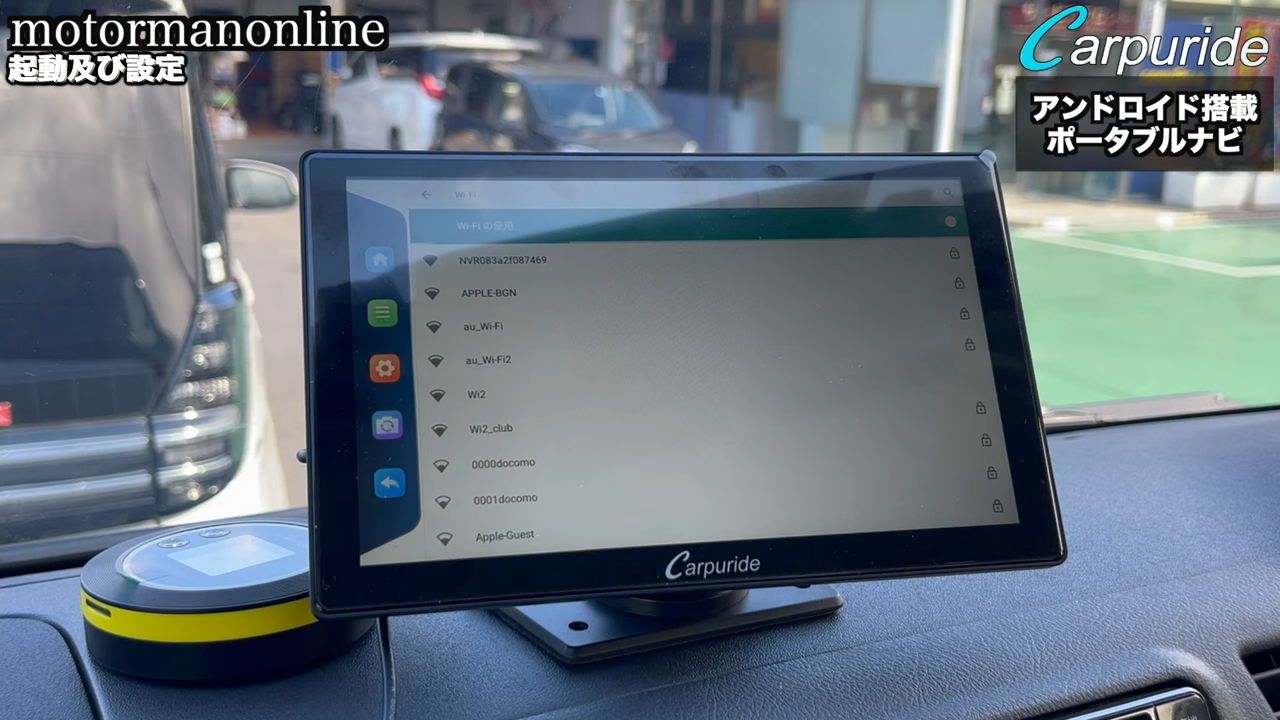 motormanonline
起動及び設定
Carpuride
アンドロイド搭載
ポータブルナビ
Wi-Fi
Wi-Fi の使用
NVR083a2f087469
APPLE-BGN
au_Wi-Fi
au_Wi-Fi2
Wi2
Wi2_club
0000docomo
0001docomo
Apple-Guest
Carpuride